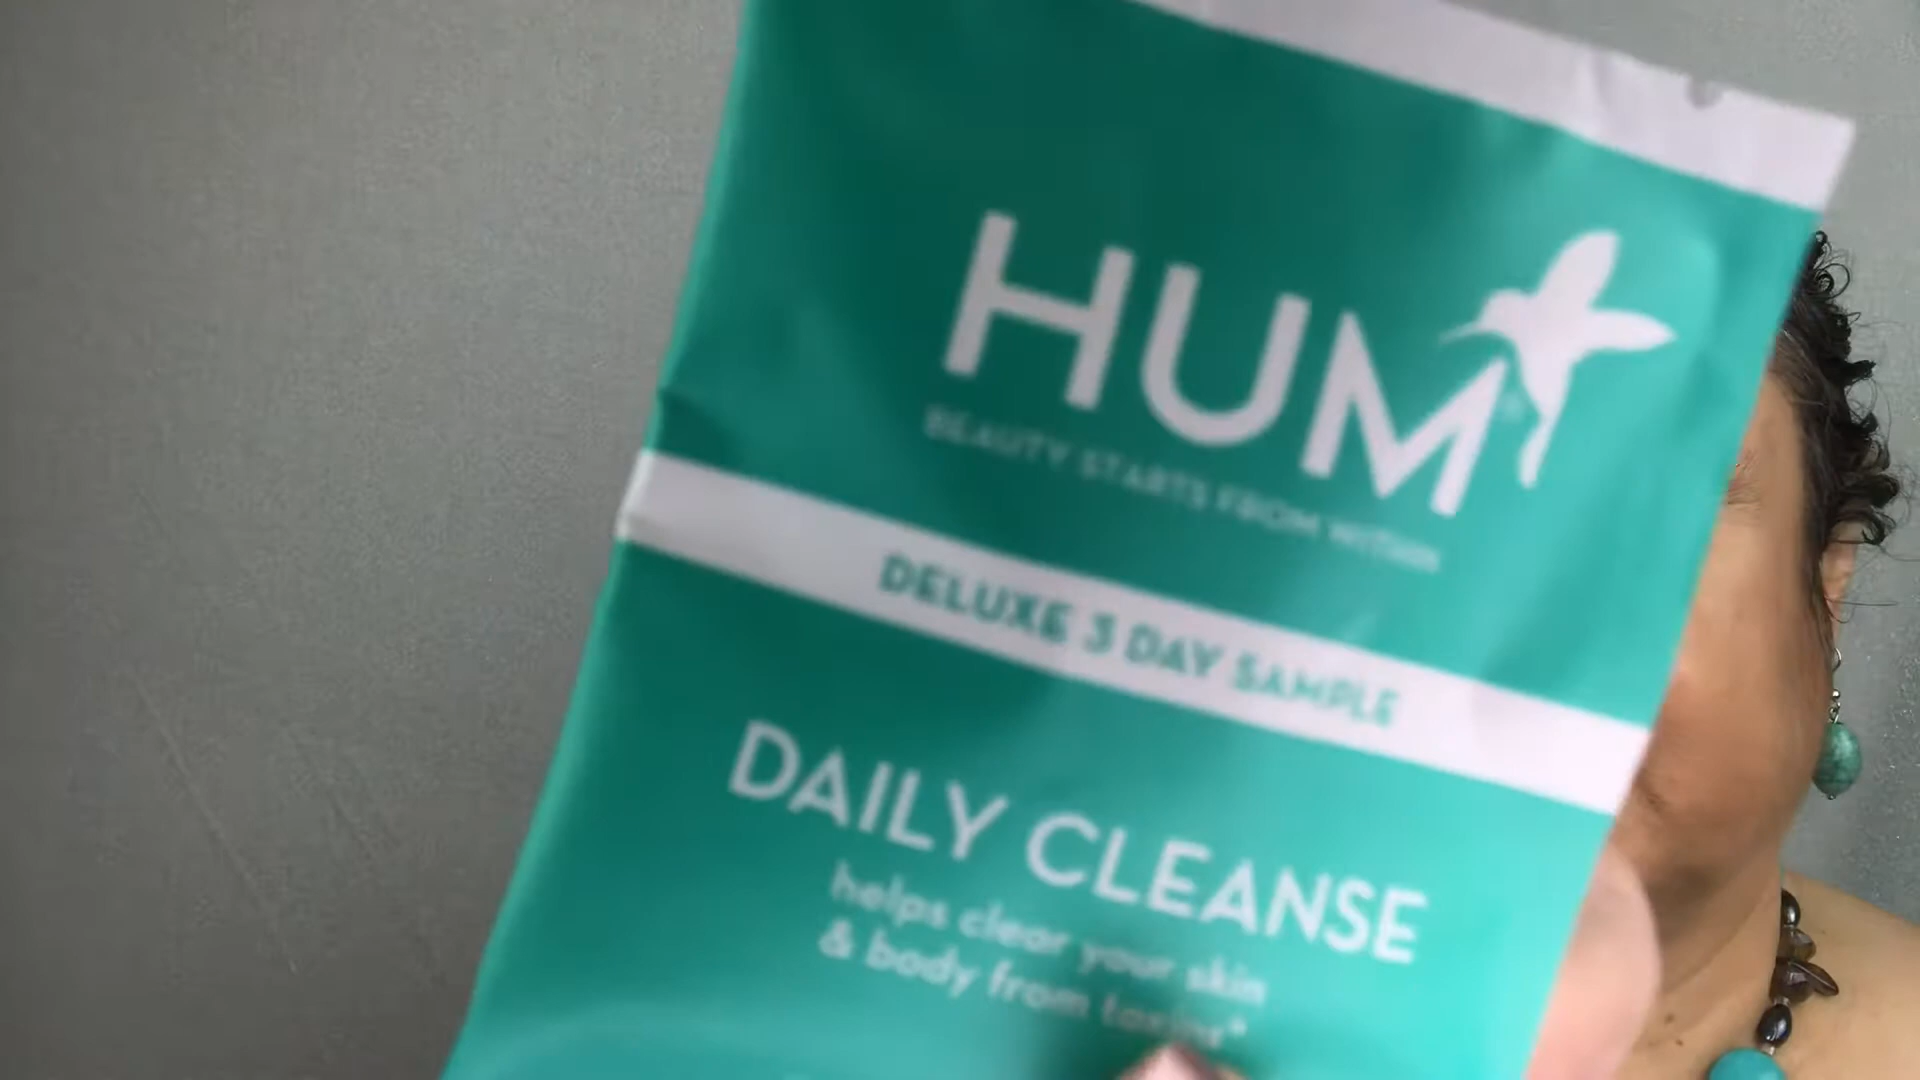 HUM
BEAUTY STARTS FROM WITHIN
DELUXE 3 DAY SAMPLE
DAILY CLEANSE
helps clear your skin
& body from toxins*